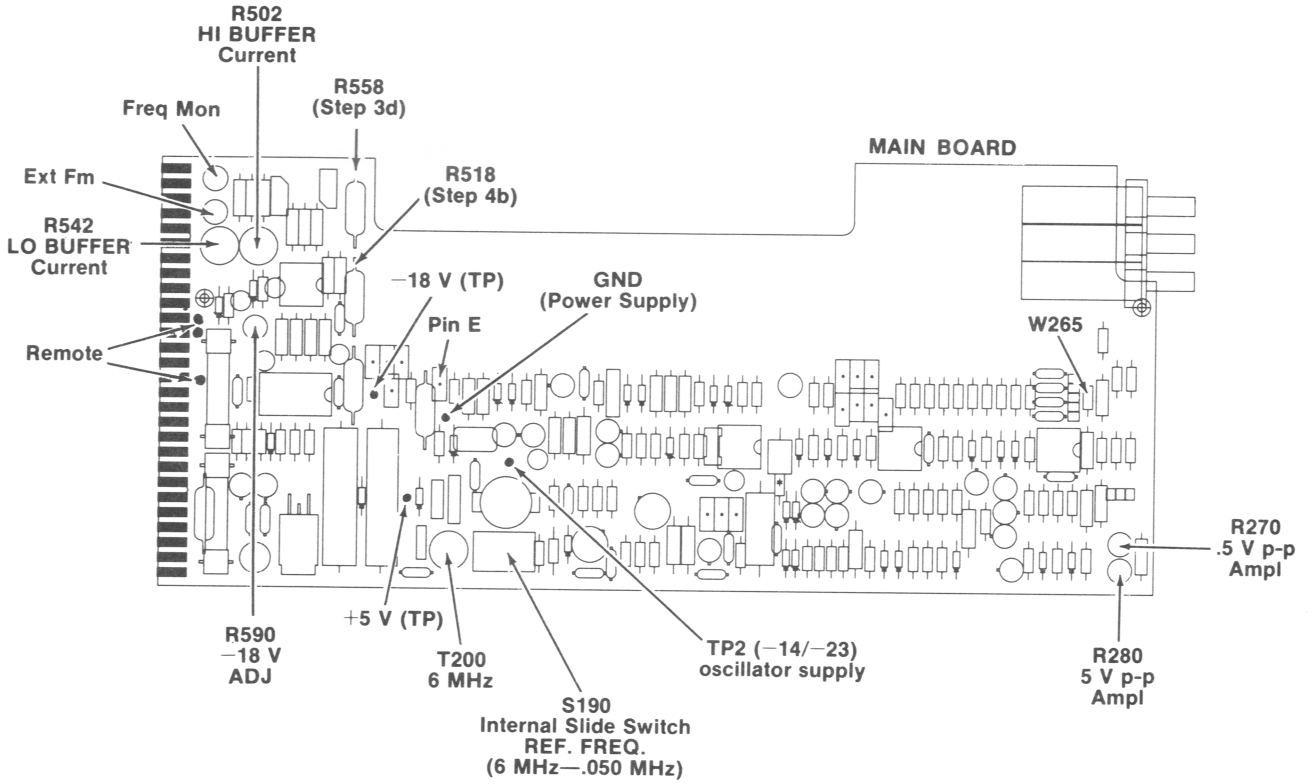 R502
HI BUFFER
Current
R558
(Step 3d)
Freq Mon
MAIN BOARD
Ext Fm
R518
(Step 4b)
R542
LO BUFFER
Current
−18 V (TP)
GND
(Power Supply)
Pin E
W265
Remote
R270
.5 V p-p
Ampl
+5 V (TP)
R590
−18 V
ADJ
T200
6 MHz
TP2 (−14/−23)
oscillator supply
R280
5 V p-p
Ampl
S190
Internal Slide Switch
REF. FREQ.
(6 MHz—.050 MHz)